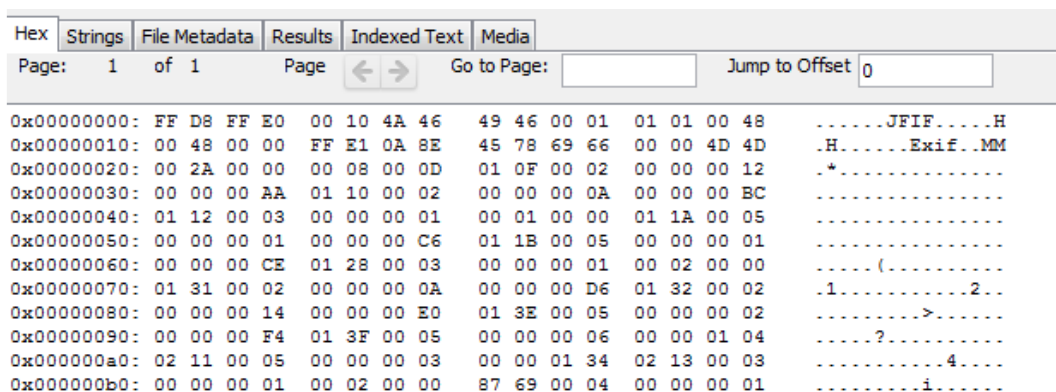 Hex Strings File Metadata Results Indexed Text Media
Page: 1 of 1 Page Go to Page: Jump to Offset 0
0x00000000: FF D8 FF E0 00 10 4A 46 49 46 00 01 01 01 00 48 ......JFIF.....H
0x00000010: 00 48 00 00 FF E1 0A 8E 45 78 69 66 00 00 4D 4D .H......Exif..MM
0x00000020: 00 2A 00 00 00 08 00 0D 01 0F 00 02 00 00 00 12 .*..............
0x00000030: 00 00 00 AA 01 10 00 02 00 00 00 0A 00 00 00 BC ................
0x00000040: 01 12 00 03 00 00 00 01 00 01 00 00 01 1A 00 05 ................
0x00000050: 00 00 00 01 00 00 00 C6 01 1B 00 05 00 00 00 01 ................
0x00000060: 00 00 00 CE 01 28 00 03 00 00 00 01 00 02 00 00 .....(..........
0x00000070: 01 31 00 02 00 00 00 0A 00 00 00 D6 01 32 00 02 .1...........2..
0x00000080: 00 00 00 14 00 00 00 E0 01 3E 00 05 00 00 00 02 .........>......
0x00000090: 00 00 00 F4 01 3F 00 05 00 00 00 06 00 00 01 04 .....?..........
0x000000a0: 02 11 00 05 00 00 00 03 00 00 01 34 02 13 00 03 ...........4....
0x000000b0: 00 00 00 01 00 02 00 00 87 69 00 04 00 00 00 01 .........i......